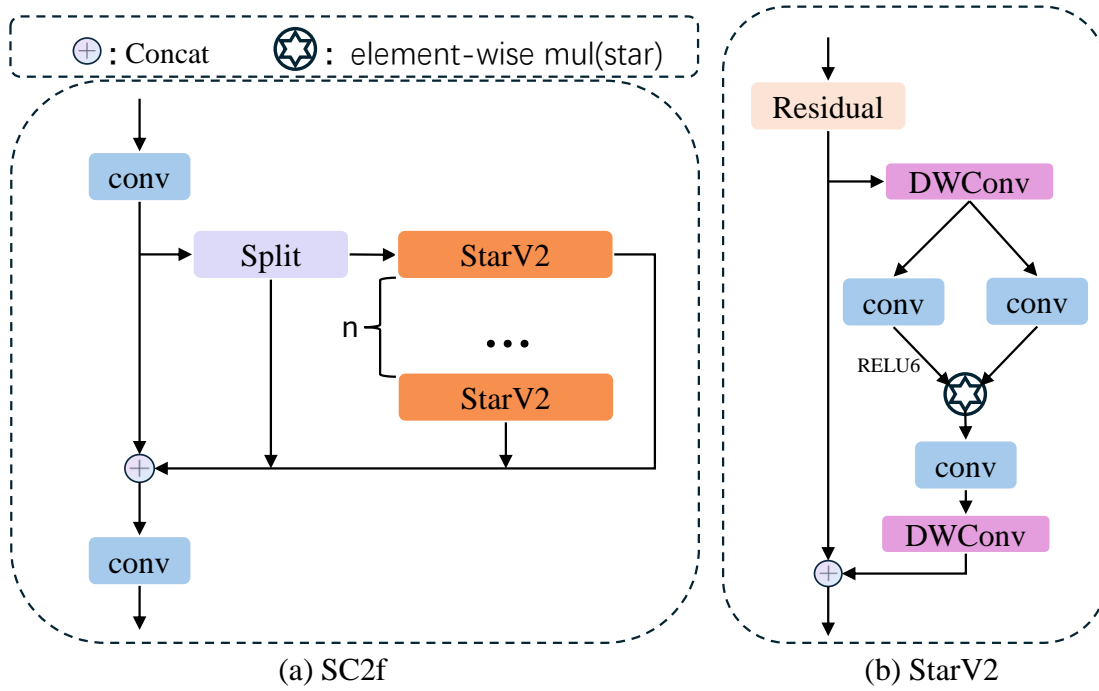 : Concat
: element-wise mul(star)
conv
Split
StarV2
n
...
StarV2
conv
(a) SC2f
Residual
DWConv
conv
conv
RELU6
conv
DWConv
(b) StarV2